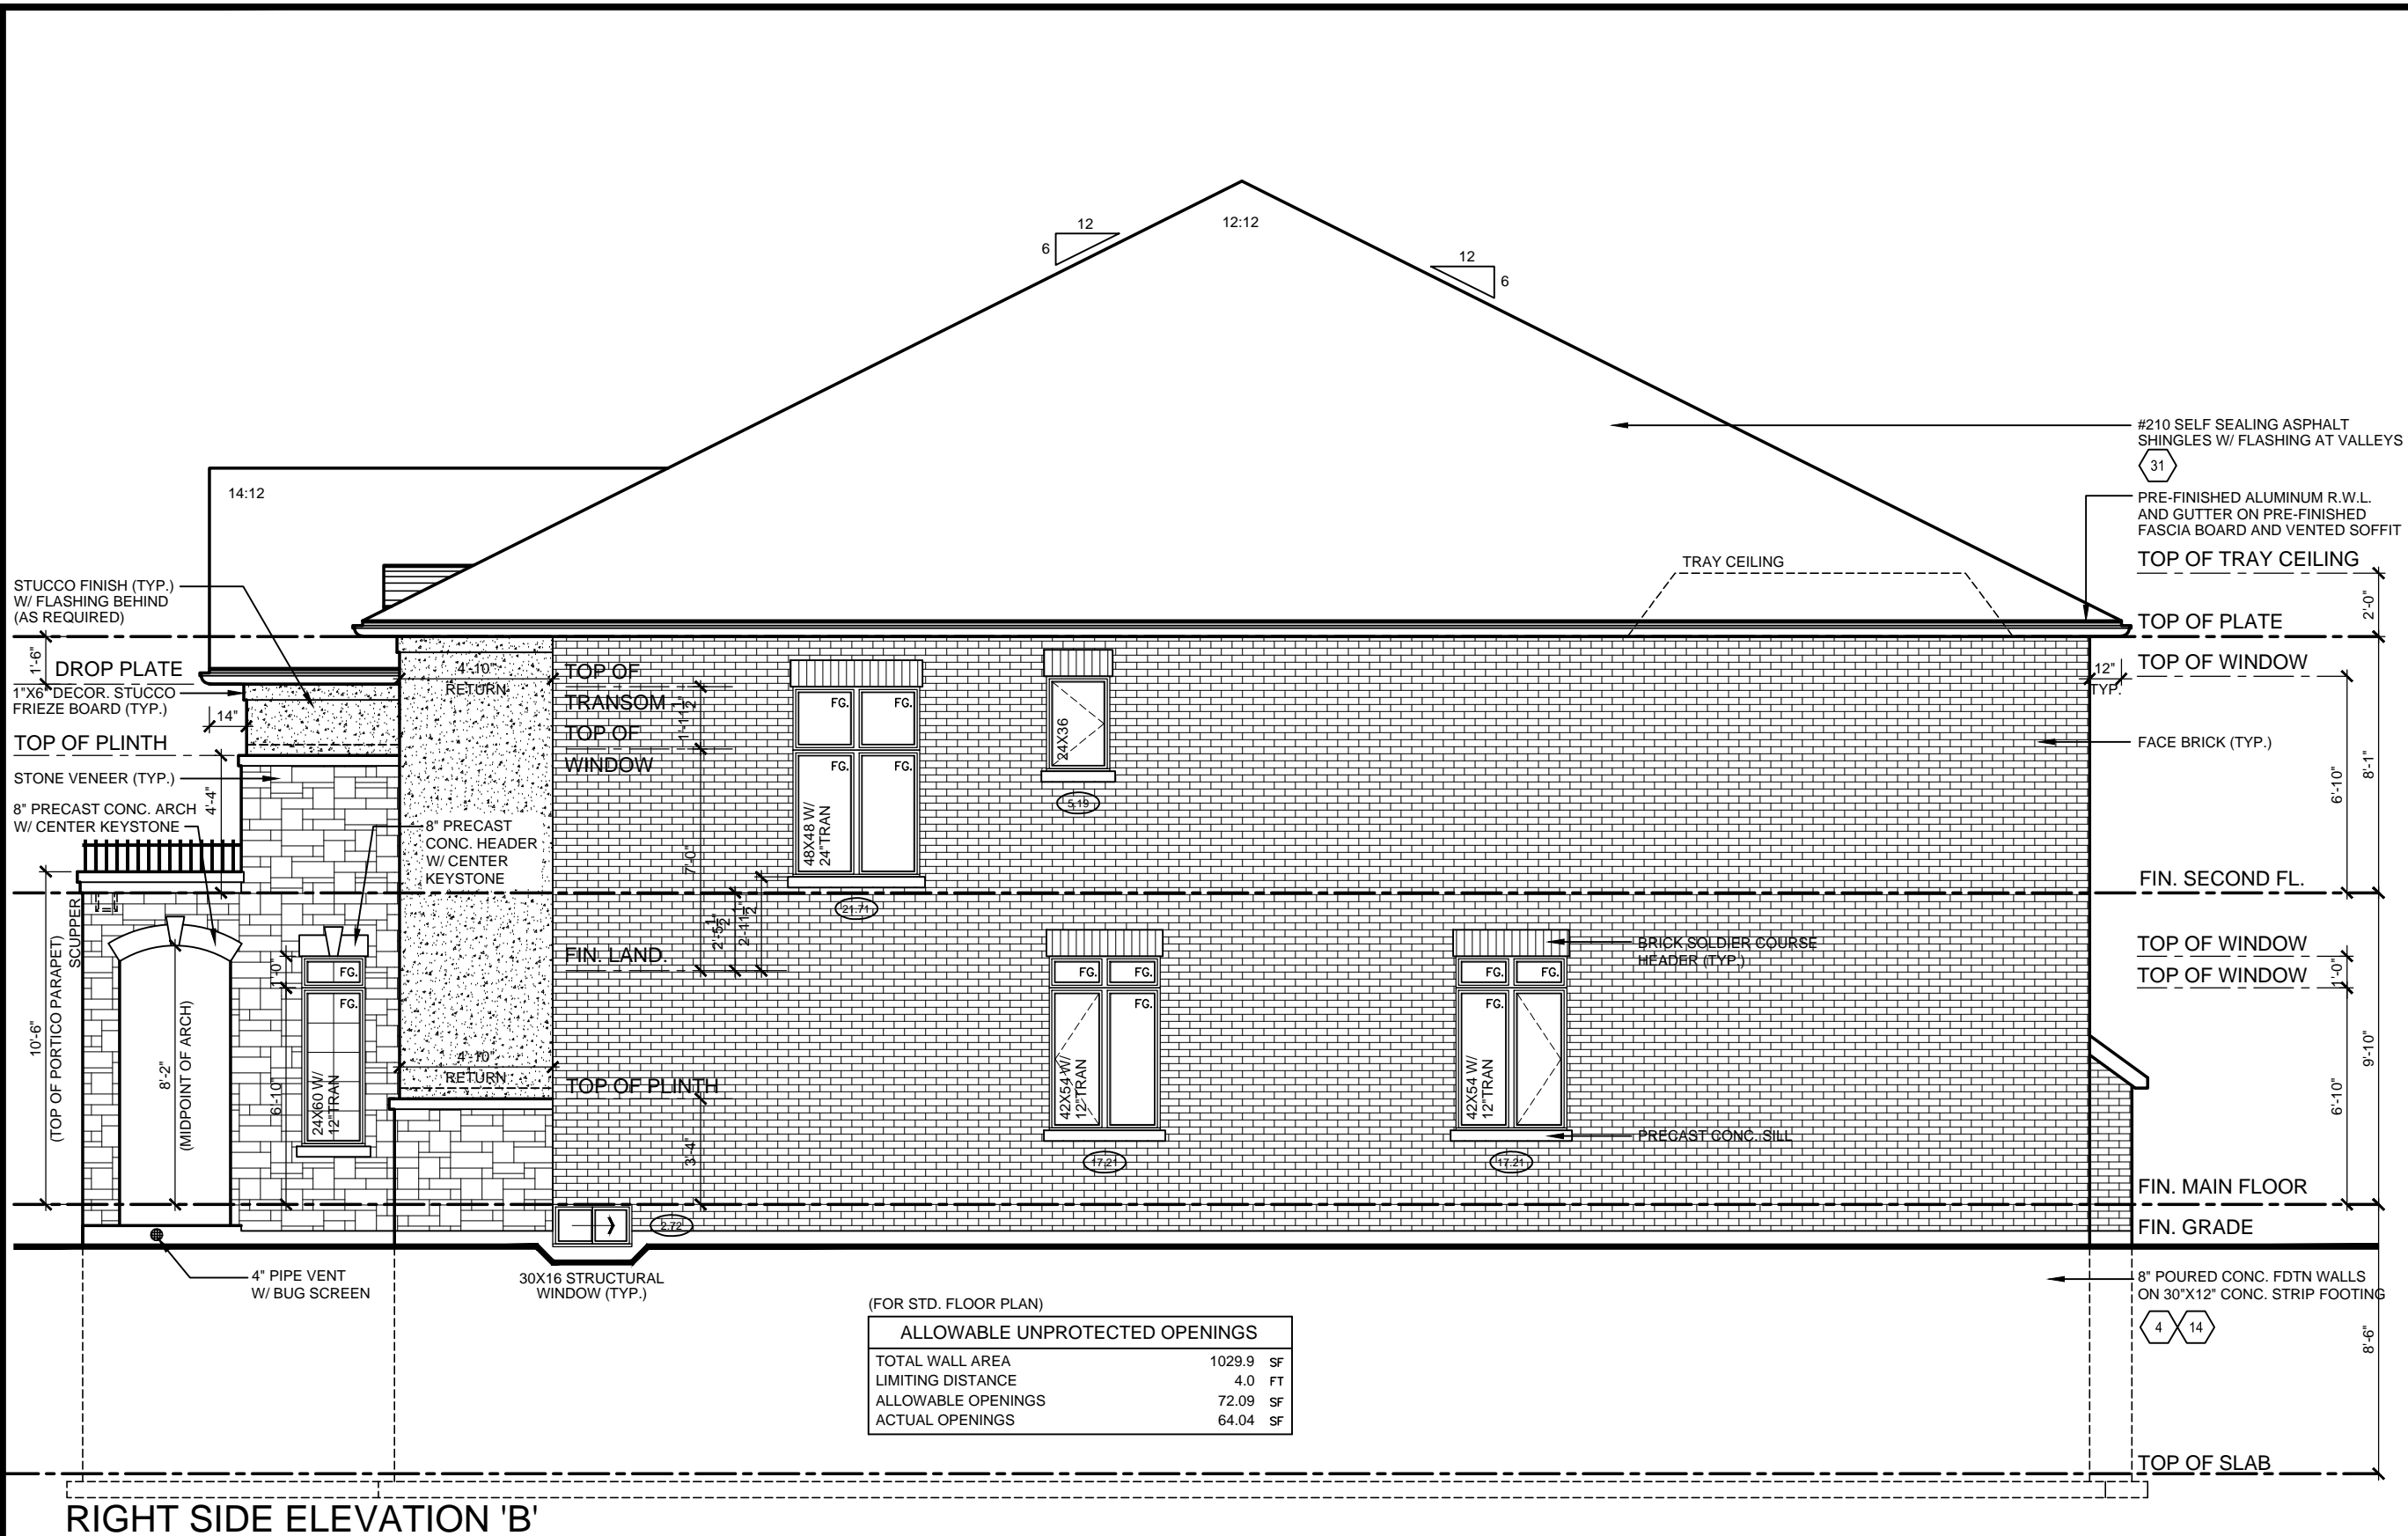 12
6
12:12
12
6
14:12
#210 SELF SEALING ASPHALT
SHINGLES W/ FLASHING AT VALLEYS
31
PRE-FINISHED ALUMINUM R.W.L.
AND GUTTER ON PRE-FINISHED
FASCIA BOARD AND VENTED SOFFIT
TOP OF TRAY CEILING
2'-0"
TRAY CEILING
TOP OF PLATE
TOP OF WINDOW
12"
TYP.
FACE BRICK (TYP.)
6'-10"
8'-1"
FIN. SECOND FL.
TOP OF WINDOW
TOP OF WINDOW
1'-0"
9'-10"
6'-10"
FIN. MAIN FLOOR
FIN. GRADE
8" POURED CONC. FDTN WALLS
ON 30"X12" CONC. STRIP FOOTING
4
14
8'-6"
TOP OF SLAB
STUCCO FINISH (TYP.)
W/ FLASHING BEHIND
(AS REQUIRED)
1'-6"
DROP PLATE
1"X6" DECOR. STUCCO
FRIEZE BOARD (TYP.)
14"
TOP OF PLINTH
STONE VENEER (TYP.)
4'-4"
8" PRECAST CONC. ARCH
W/ CENTER KEYSTONE
8" PRECAST
CONC. HEADER
W/ CENTER
KEYSTONE
4'-10"
RETURN
TOP OF
TRANSOM
TOP OF
WINDOW
1'-11 1/2"
7'-0"
2'-5 1/2"
2'-11 1/2"
FIN. LAND.
FG.
FG.
FG.
FG.
48X48 W/
24"TRAN
21.71
24X36
5.19
SCUPPER
10'-6"
(TOP OF PORTICO PARAPET)
8'-2"
(MIDPOINT OF ARCH)
1'-0"
6'-10"
FG.
FG.
24X60 W/
12"TRAN
4'-10"
RETURN
TOP OF PLINTH
3'-4"
FG.
FG.
FG.
42X54 W/
12"TRAN
17.21
FG.
FG.
FG.
42X54 W/
12"TRAN
17.21
BRICK SOLDIER COURSE
HEADER (TYP.)
PRECAST CONC. SILL
2.72
4" PIPE VENT
W/ BUG SCREEN
30X16 STRUCTURAL
WINDOW (TYP.)
(FOR STD. FLOOR PLAN)
ALLOWABLE UNPROTECTED OPENINGS
TOTAL WALL AREA 1029.9 SF
LIMITING DISTANCE 4.0 FT
ALLOWABLE OPENINGS 72.09 SF
ACTUAL OPENINGS 64.04 SF
RIGHT SIDE ELEVATION 'B'